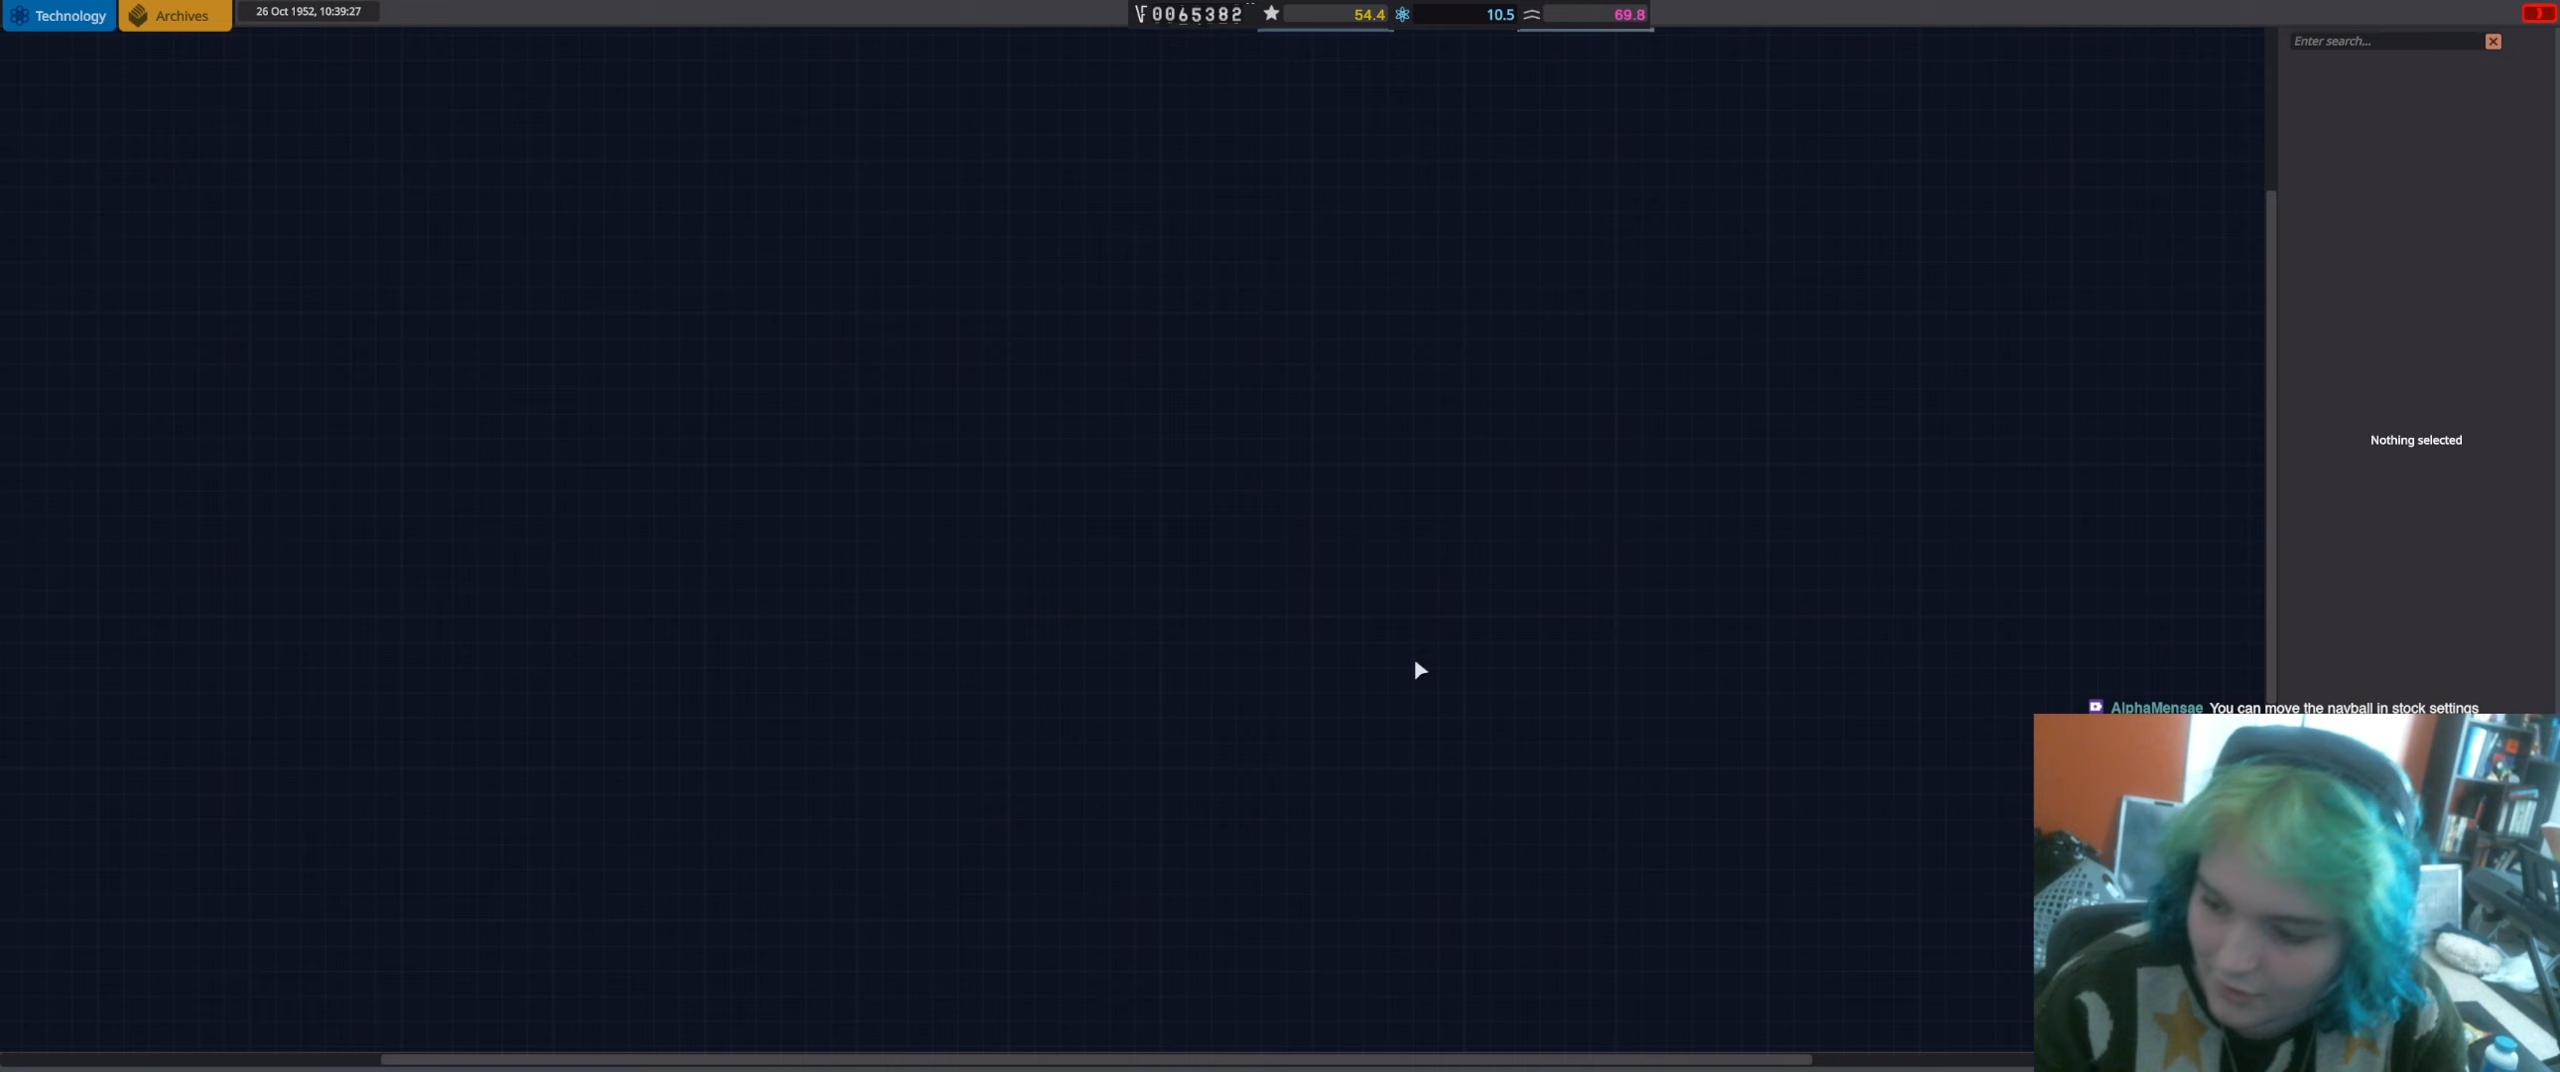 Technology
Archives
26 Oct 1952, 10:39:27
0065382
54.4
10.5
69.8
Enter search...
Nothing selected
AlphaMensae You can move the navball in stock settings